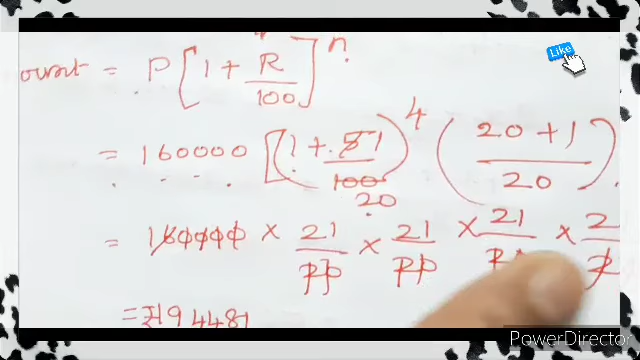 ount = P[1 + R/100]^n
Like
= 160000 [(1 + 5 1/100 20)^4 (20 + 1/20)
= 160000 × 21/20 × 21/20 × 21/20 × 2
= 194481
PowerDirector